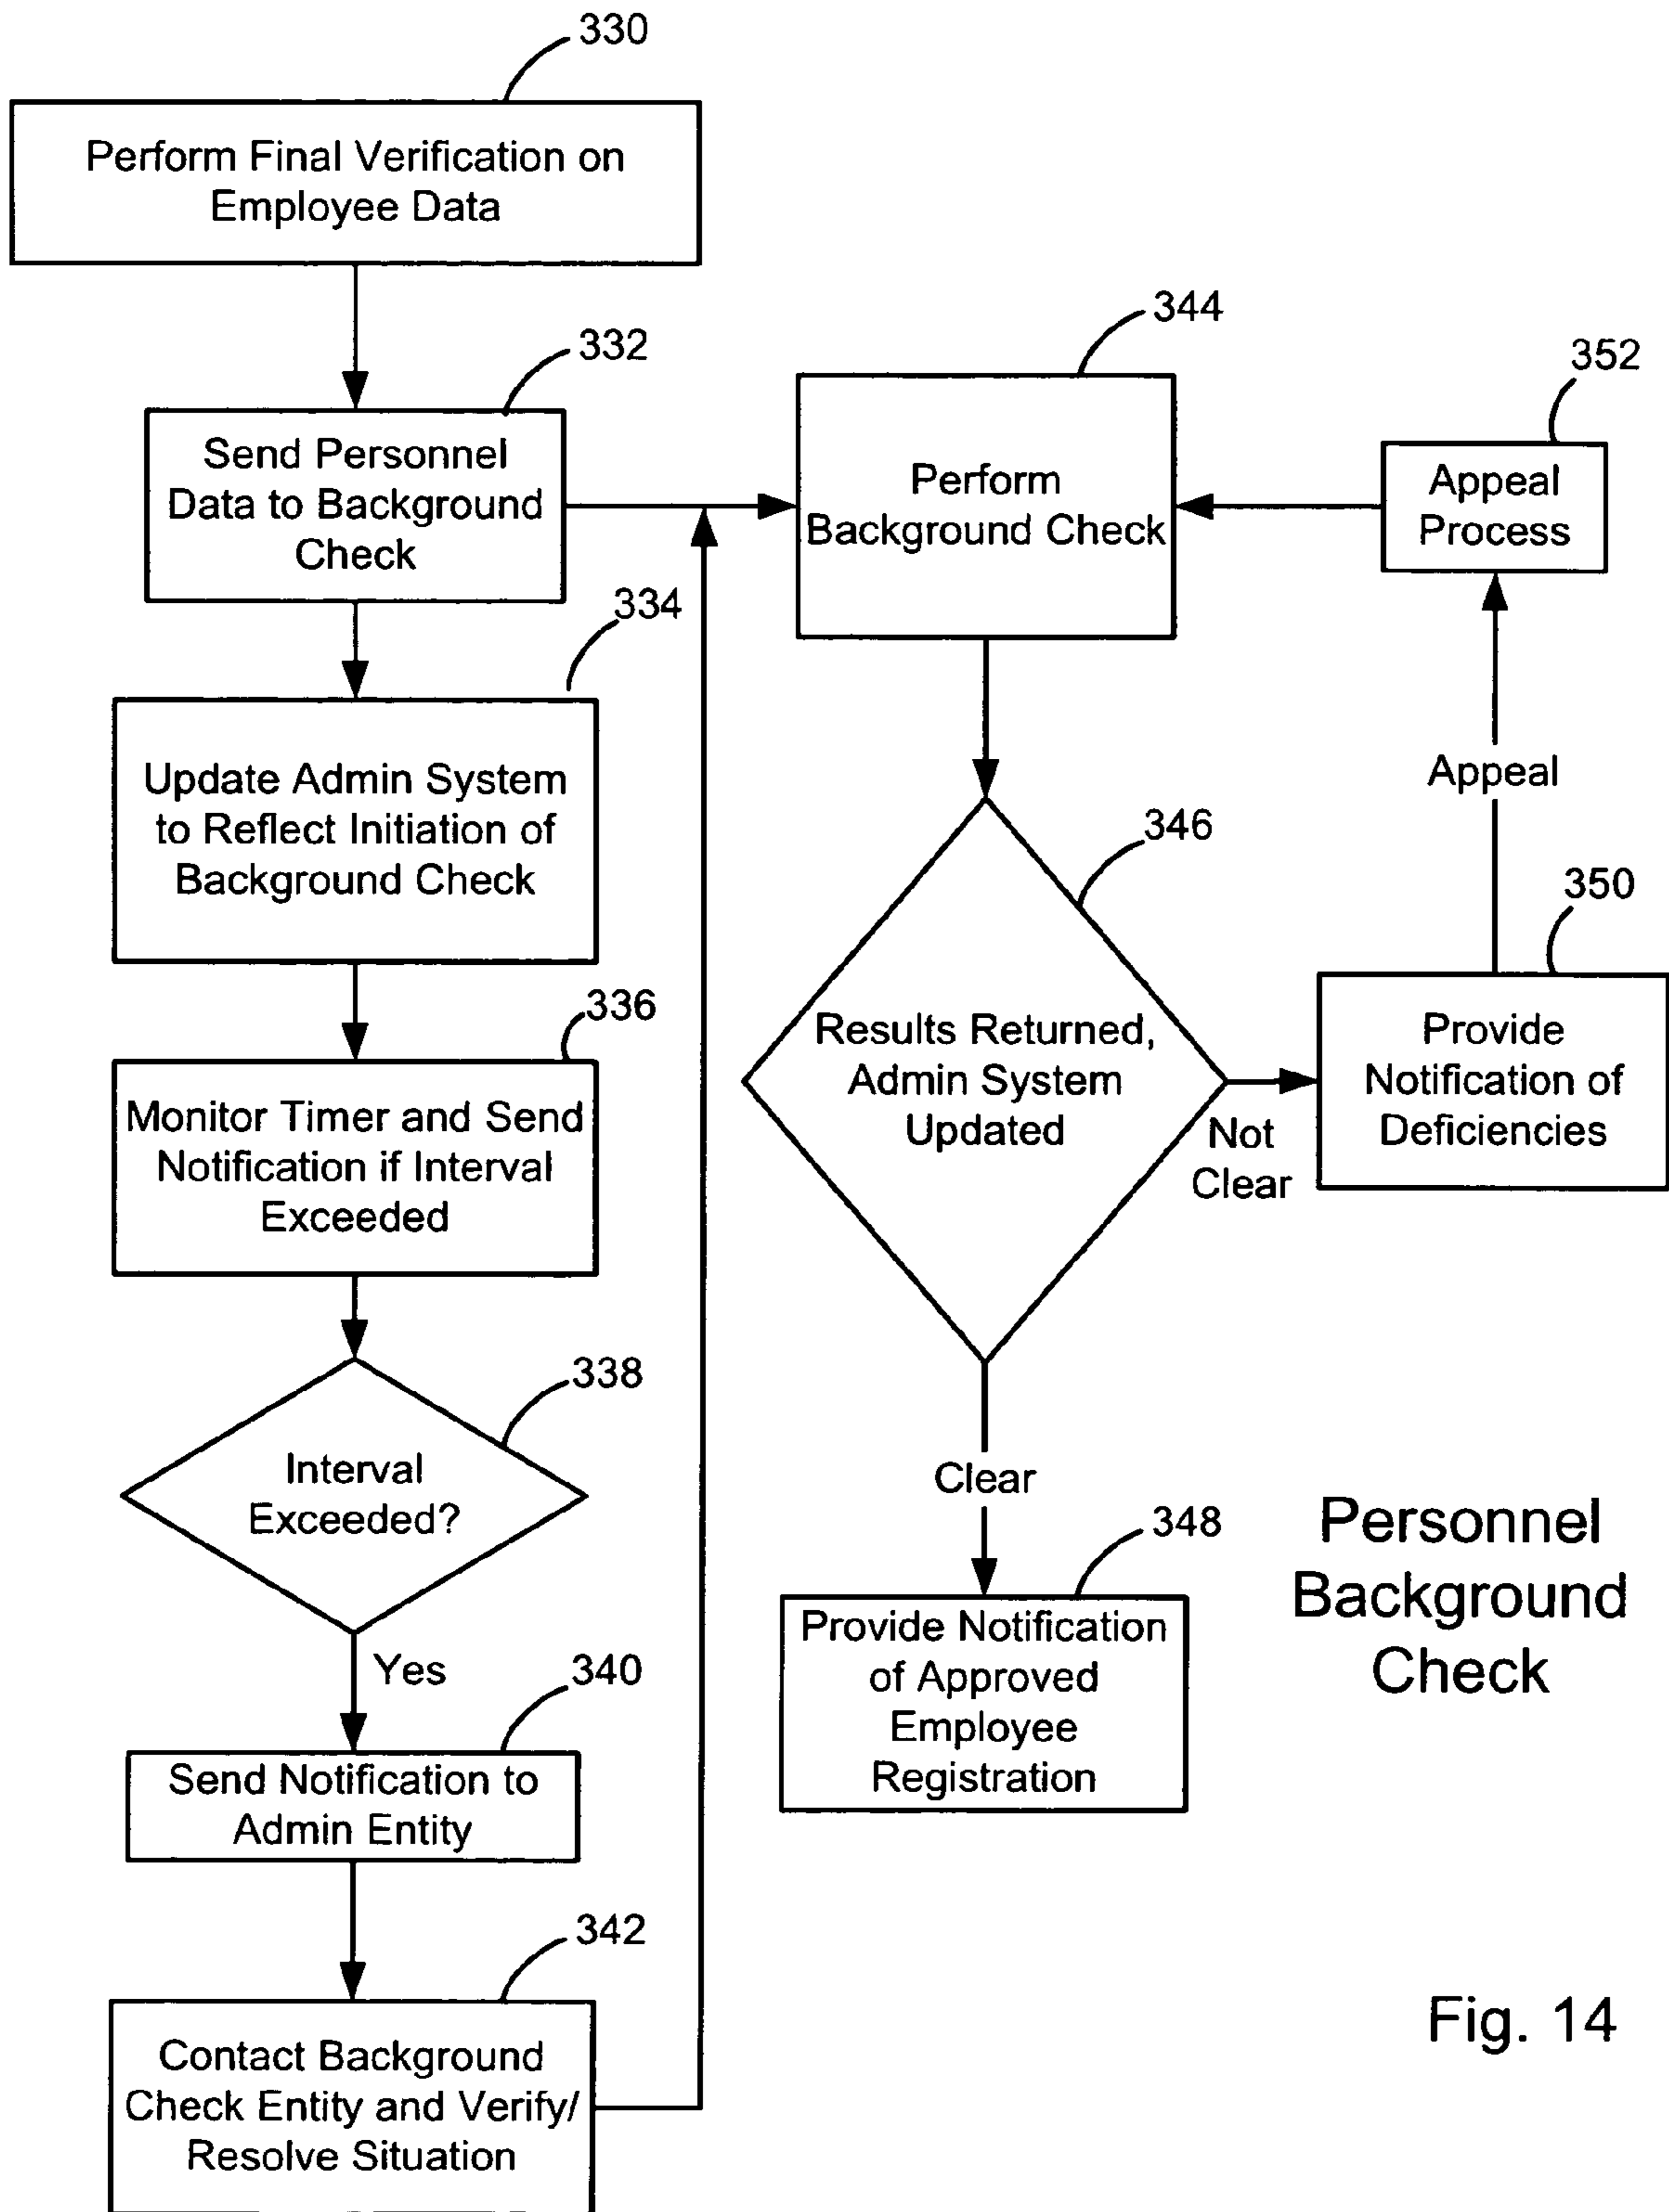 330
Perform Final Verification on
Employee Data
332
Send Personnel
Data to Background
Check
334
Update Admin System
to Reflect Initiation of
Background Check
336
Monitor Timer and Send
Notification if Interval
Exceeded
338
Interval
Exceeded?
Yes
340
Send Notification to
Admin Entity
342
Contact Background
Check Entity and Verify/
Resolve Situation
344
Perform
Background Check
346
Results Returned,
Admin System
Updated
Clear
348
Provide Notification
of Approved
Employee
Registration
Not
Clear
350
Provide
Notification of
Deficiencies
Appeal
352
Appeal
Process
Personnel
Background
Check
Fig. 14